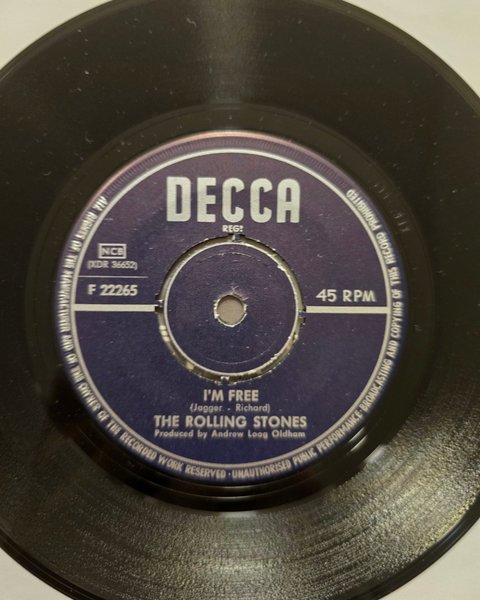 DECCA
REGD
NCB
(XDR 36652)
F 22265
45 RPM
I'M FREE
(Jagger - Richard)
THE ROLLING STONES
Produced by Andrew Loog Oldham
ALL RIGHTS OF THE MANUFACTURER AND OF THE OWNER OF THE RECORDED WORK RESERVED · UNAUTHORISED PUBLIC PERFORMANCE BROADCASTING AND COPYING OF THIS RECORD PROHIBITED